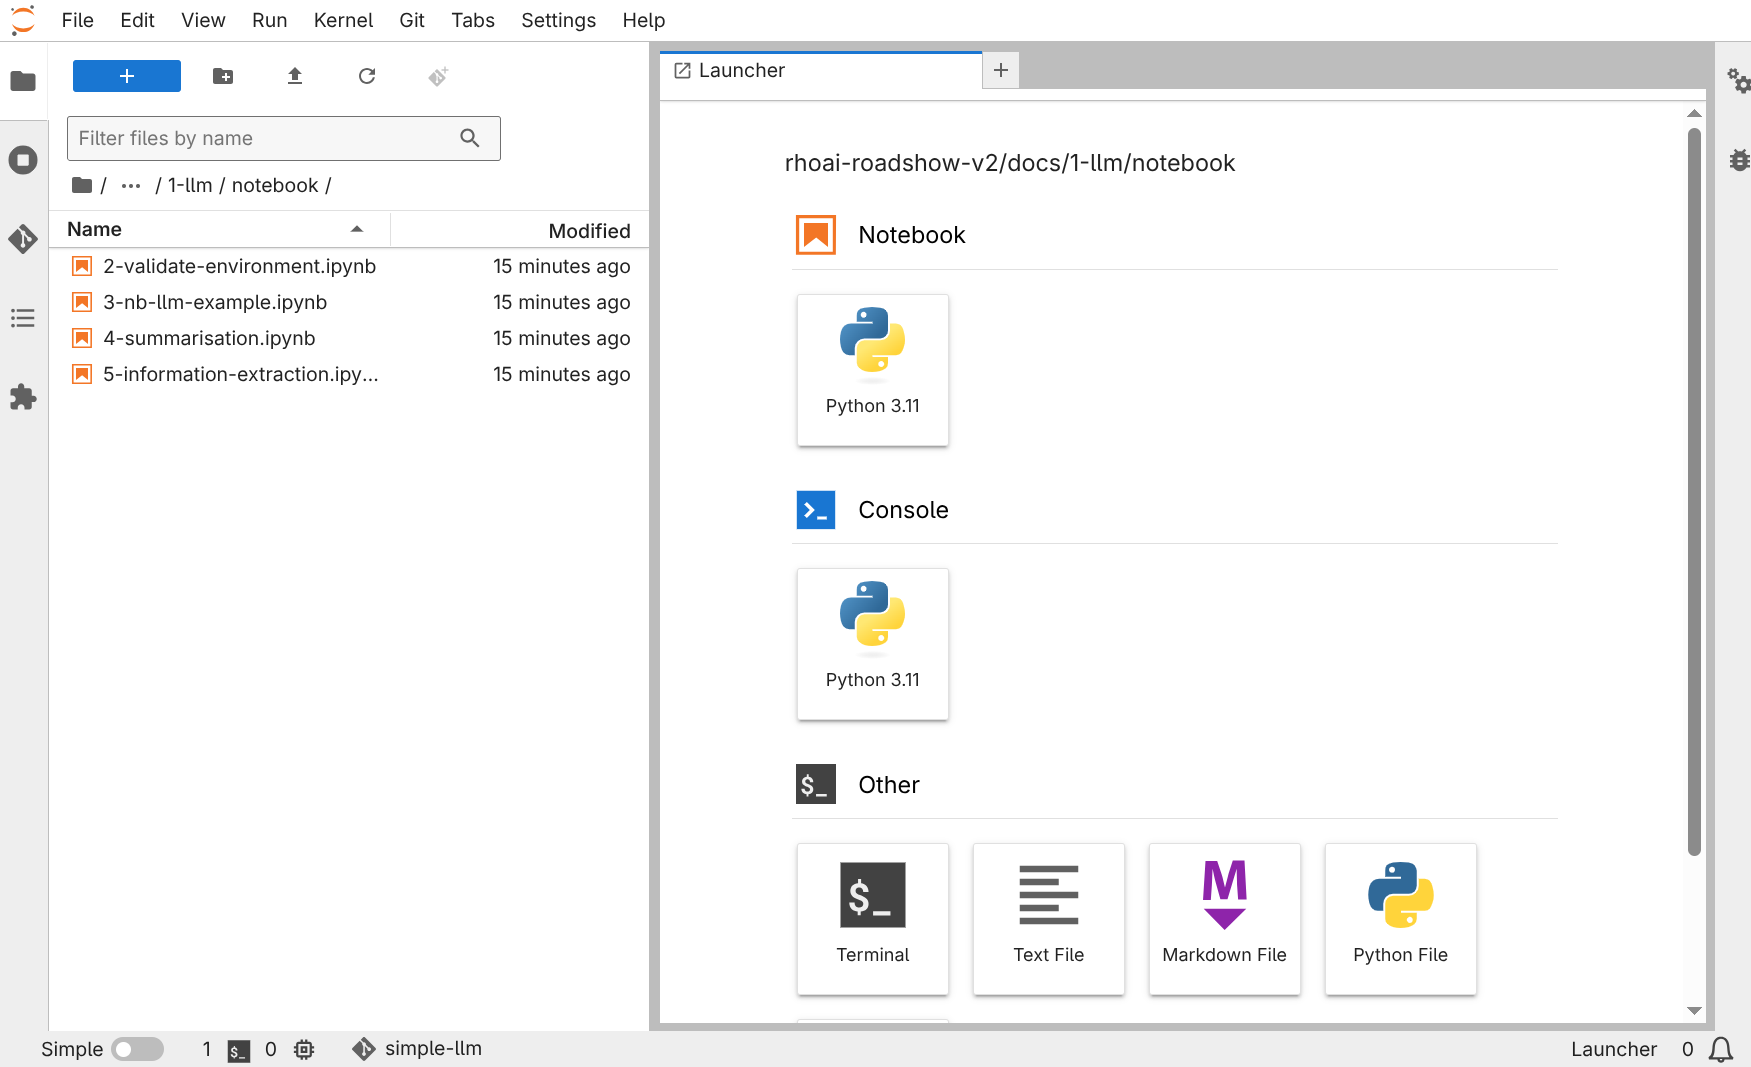 File Edit View Run Kernel Git Tabs Settings Help
Launcher
Filter files by name
/ ··· / 1-llm / notebook /
Name Modified
2-validate-environment.ipynb 15 minutes ago
3-nb-llm-example.ipynb 15 minutes ago
4-summarisation.ipynb 15 minutes ago
5-information-extraction.ipy... 15 minutes ago
rhoai-roadshow-v2/docs/1-llm/notebook
Notebook
Python 3.11
Console
Python 3.11
$_ Other
$_
M
Terminal Text File Markdown File Python File
Simple 1 $_ 0 simple-llm Launcher 0